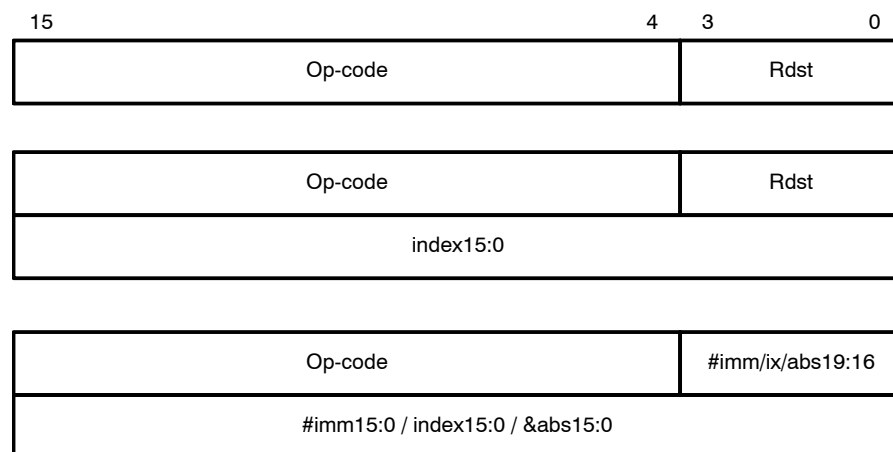 15 4 3 0
Op-code Rdst
Op-code Rdst
index15:0
Op-code #imm/ix/abs19:16
#imm15:0 / index15:0 / &abs15:0